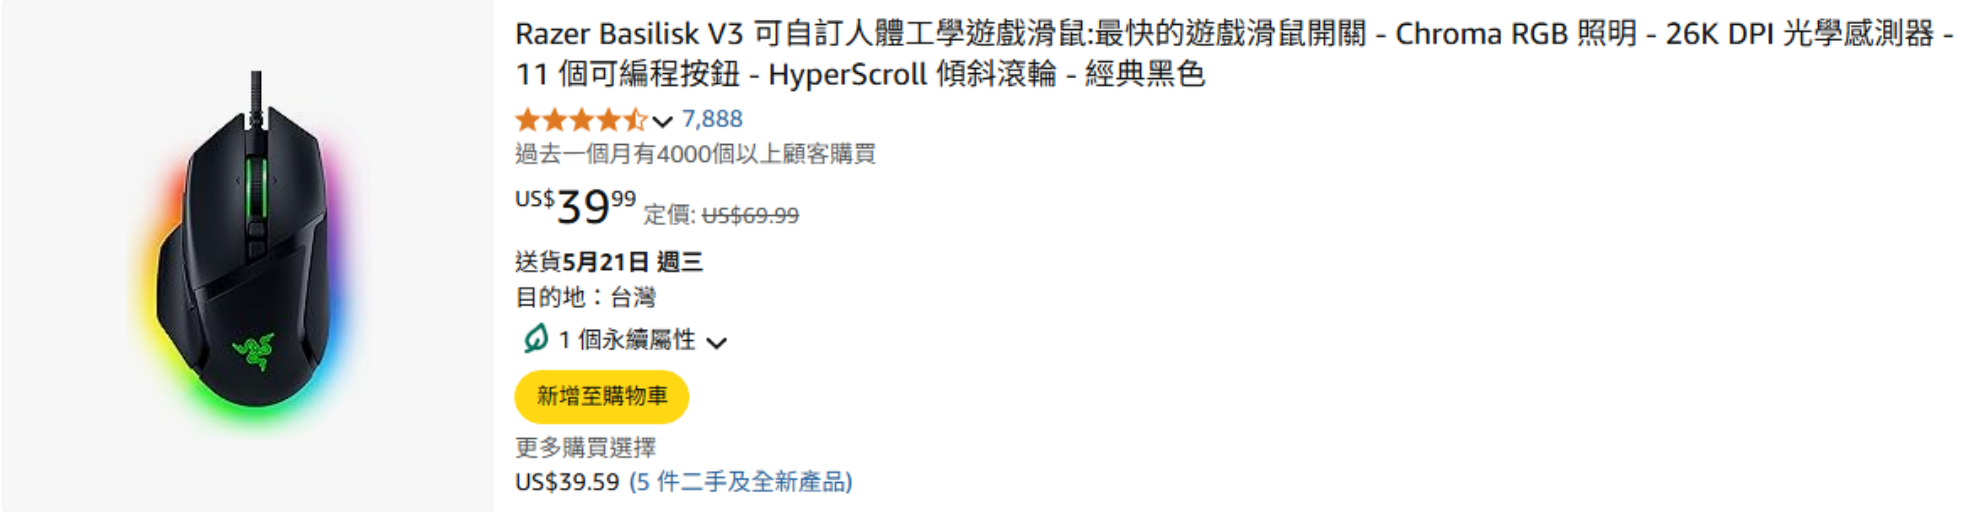 Razer Basilisk V3 可自訂人體工學遊戲滑鼠:最快的遊戲滑鼠開關 - Chroma RGB 照明 - 26K DPI 光學感測器 -
11 個可編程按鈕 - HyperScroll 傾斜滾輪 - 經典黑色
7,888
過去一個月有4000個以上顧客購買
US$39⁹⁹ 定價: US$69.99
送貨5月21日 週三
目的地：台灣
1 個永續屬性
新增至購物車
更多購買選擇
US$39.59 (5 件二手及全新產品)